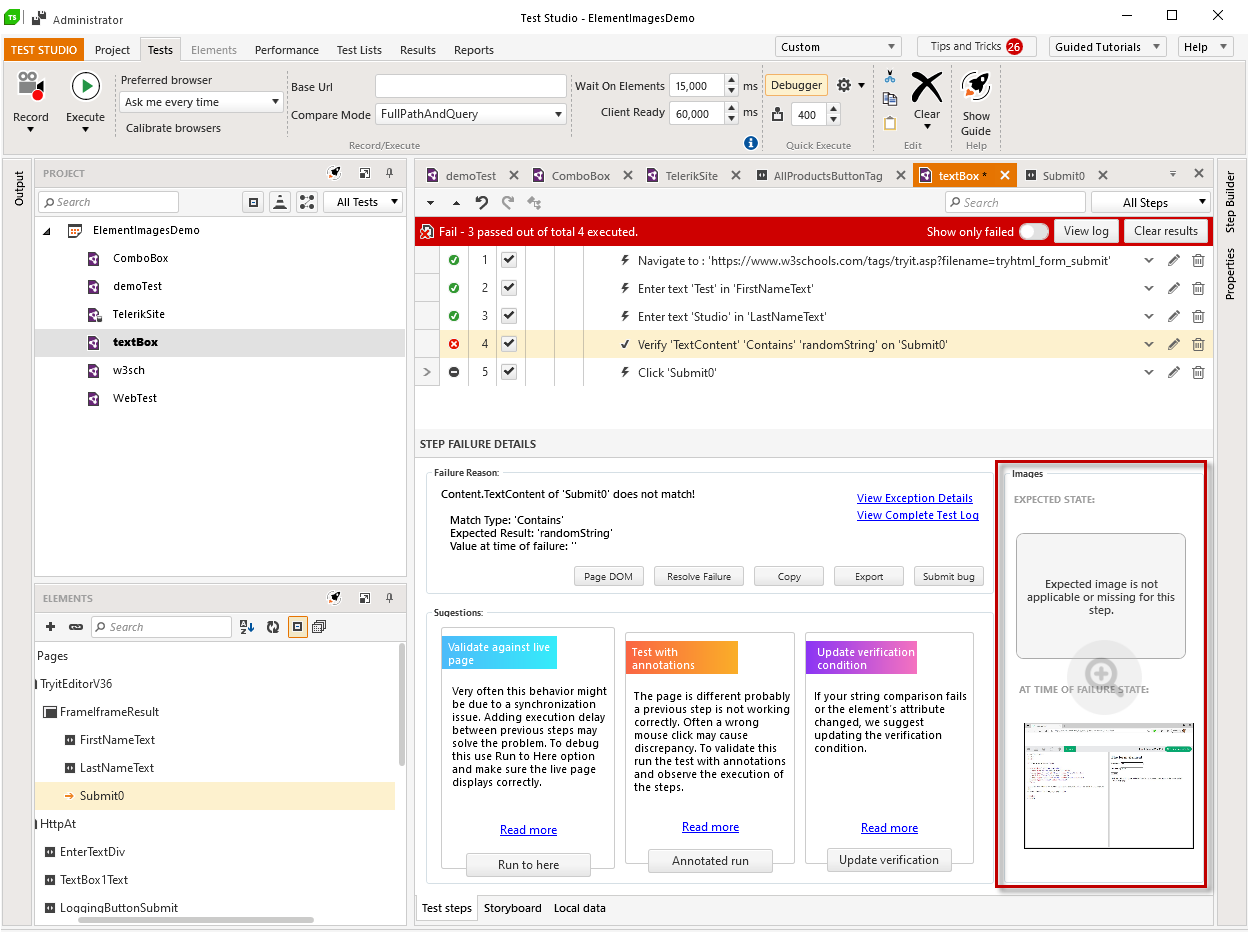 TS
Administrator
Test Studio - ElementImagesDemo
TEST STUDIO
Project
Tests
Elements
Performance
Test Lists
Results
Reports
Custom
Tips and Tricks 26
Guided Tutorials
Help
Record
Execute
Preferred browser
Ask me every time
Calibrate browsers
Base Url
Compare Mode
FullPathAndQuery
Wait On Elements 15,000 ms
Client Ready 60,000 ms
Record/Execute
Debugger
400
Quick Execute
Clear
Edit
Show
Guide
Help
Output
PROJECT
Search
All Tests
ElementImagesDemo
ComboBox
demoTest
TelerikSite
textBox
w3sch
WebTest
ELEMENTS
Search
Pages
TryitEditorV36
FrameIframeResult
FirstNameText
LastNameText
Submit0
HttpAt
EnterTextDiv
TextBox1Text
LoggingButtonSubmit
demoTest
ComboBox
TelerikSite
AllProductsButtonTag
textBox *
Submit0
Search
All Steps
Fail - 3 passed out of total 4 executed.
Show only failed
View log
Clear results
1 Navigate to : 'https://www.w3schools.com/tags/tryit.asp?filename=tryhtml_form_submit'
2 Enter text 'Test' in 'FirstNameText'
3 Enter text 'Studio' in 'LastNameText'
4 Verify 'TextContent' 'Contains' 'randomString' on 'Submit0'
5 Click 'Submit0'
STEP FAILURE DETAILS
Failure Reason:
Content.TextContent of 'Submit0' does not match!
Match Type: 'Contains'
Expected Result: 'randomString'
Value at time of failure: ''
View Exception Details
View Complete Test Log
Page DOM
Resolve Failure
Copy
Export
Submit bug
Sugestions:
Validate against live
page
Very often this behavior might
be due to a synchronization
issue. Adding execution delay
between previous steps may
solve the problem. To debug
this use Run to Here option
and make sure the live page
displays correctly.
Read more
Run to here
Test with
annotations
The page is different probably
a previous step is not working
correctly. Often a wrong
mouse click may cause
discrepancy. To validate this
run the test with annotations
and observe the execution of
the steps.
Read more
Annotated run
Update verification
condition
If your string comparison fails
or the element's attribute
changed, we suggest
updating the verification
condition.
Read more
Update verification
Images
EXPECTED STATE:
Expected image is not
applicable or missing for this
step.
AT TIME OF FAILURE STATE:
Test steps
Storyboard
Local data
Step Builder
Properties